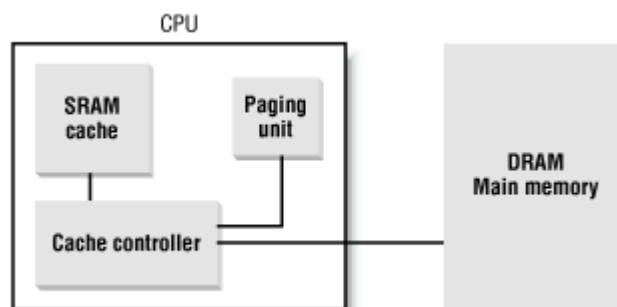 CPU
SRAM
cache
Paging
unit
DRAM
Main memory
Cache controller